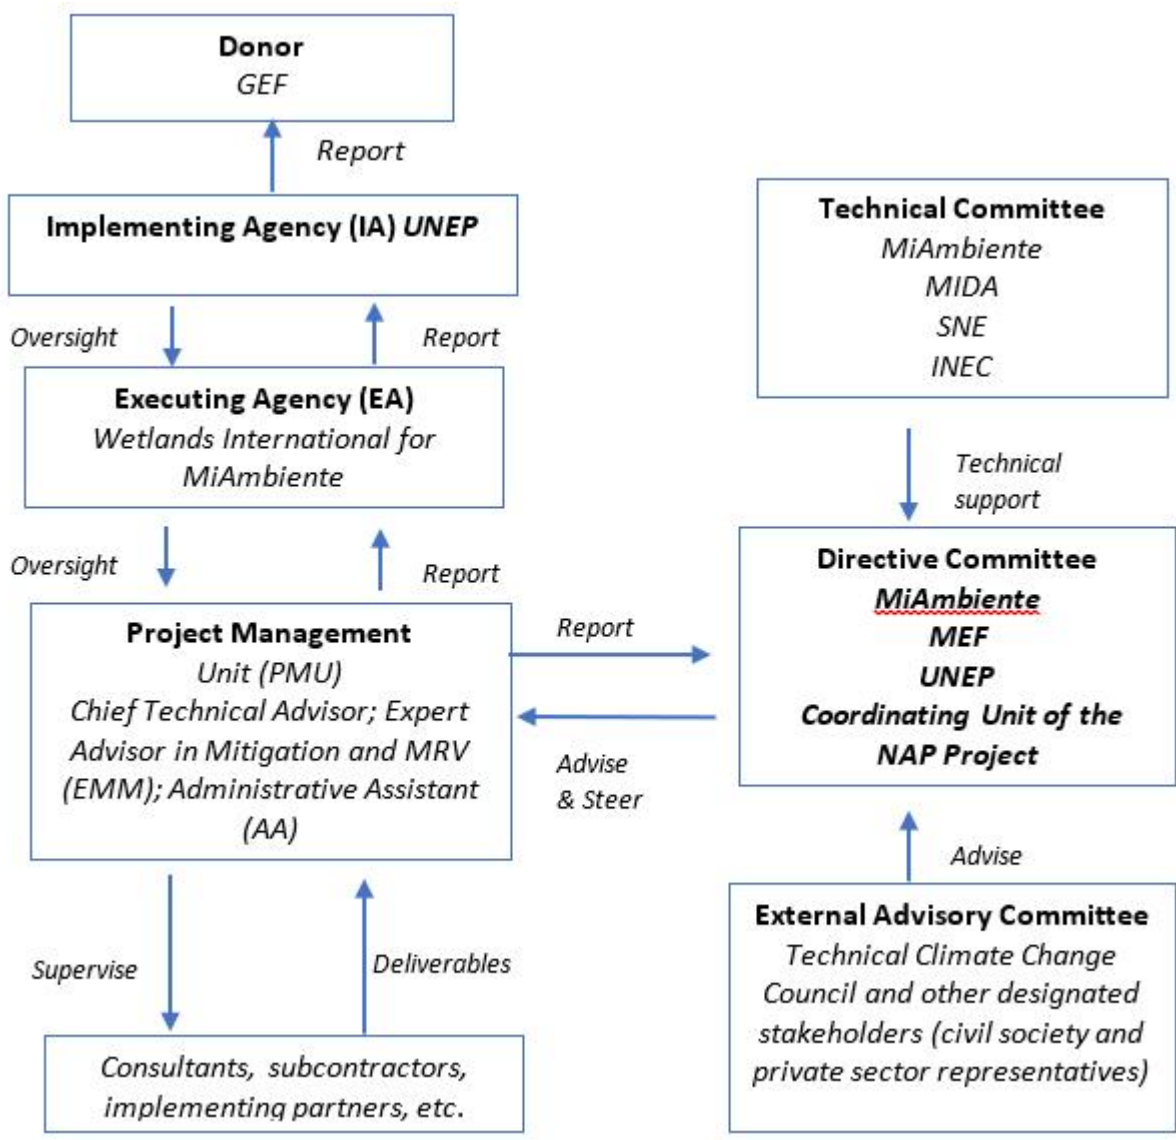 Donor
GEF
Report
Implementing Agency (IA) UNEP
Oversight
Report
Executing Agency (EA)
Wetlands International for
MiAmbiente
Oversight
Report
Project Management
Unit (PMU)
Chief Technical Advisor; Expert
Advisor in Mitigation and MRV
(EMM); Administrative Assistant
(AA)
Supervise
Deliverables
Consultants, subcontractors,
implementing partners, etc.
Report
Advise
& Steer
Technical Committee
MiAmbiente
MIDA
SNE
INEC
Technical
support
Directive Committee
MiAmbiente
MEF
UNEP
Coordinating Unit of the
NAP Project
Advise
External Advisory Committee
Technical Climate Change
Council and other designated
stakeholders (civil society and
private sector representatives)